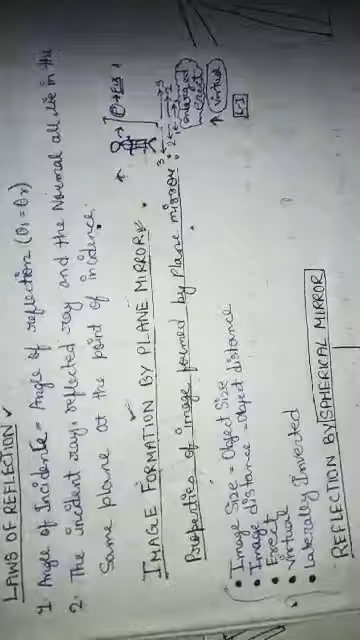 LAWS OF REFLECTION
1. Angle of Incidence = Angle of reflection (θi = θr)
2. The incident ray, reflected ray and the Normal all lie in the
Same plane at the point of incidence.
IMAGE FORMATION BY PLANE MIRROR
Properties of image formed by Plane mirror:
• Image Size = Object Size
• Image distance = Object distance
• Erect
• Virtual
• Laterally Inverted
REFLECTION BY SPHERICAL MIRROR
virtual